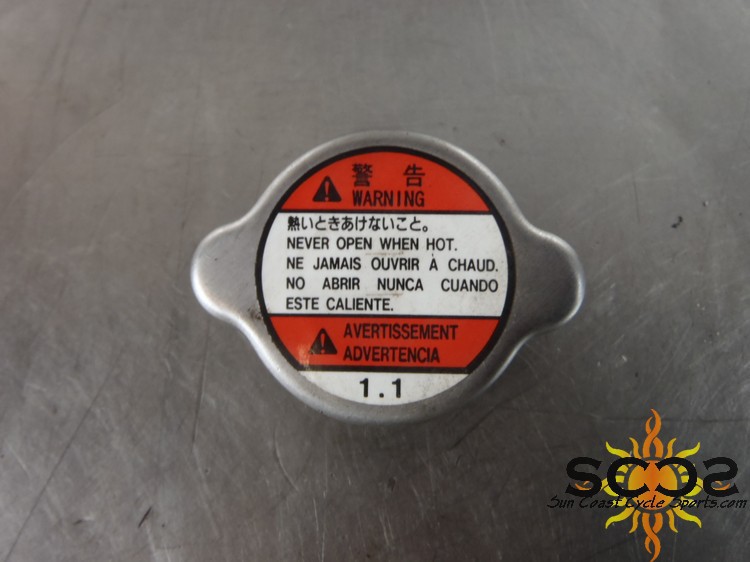 警告
WARNING
熱いときあけないこと。
NEVER OPEN WHEN HOT.
NE JAMAIS OUVRIR À CHAUD.
NO ABRIR NUNCA CUANDO
ESTE CALIENTE.
AVERTISSEMENT
ADVERTENCIA
1.1
SCCS
Sun Coast Cycle Sports.com